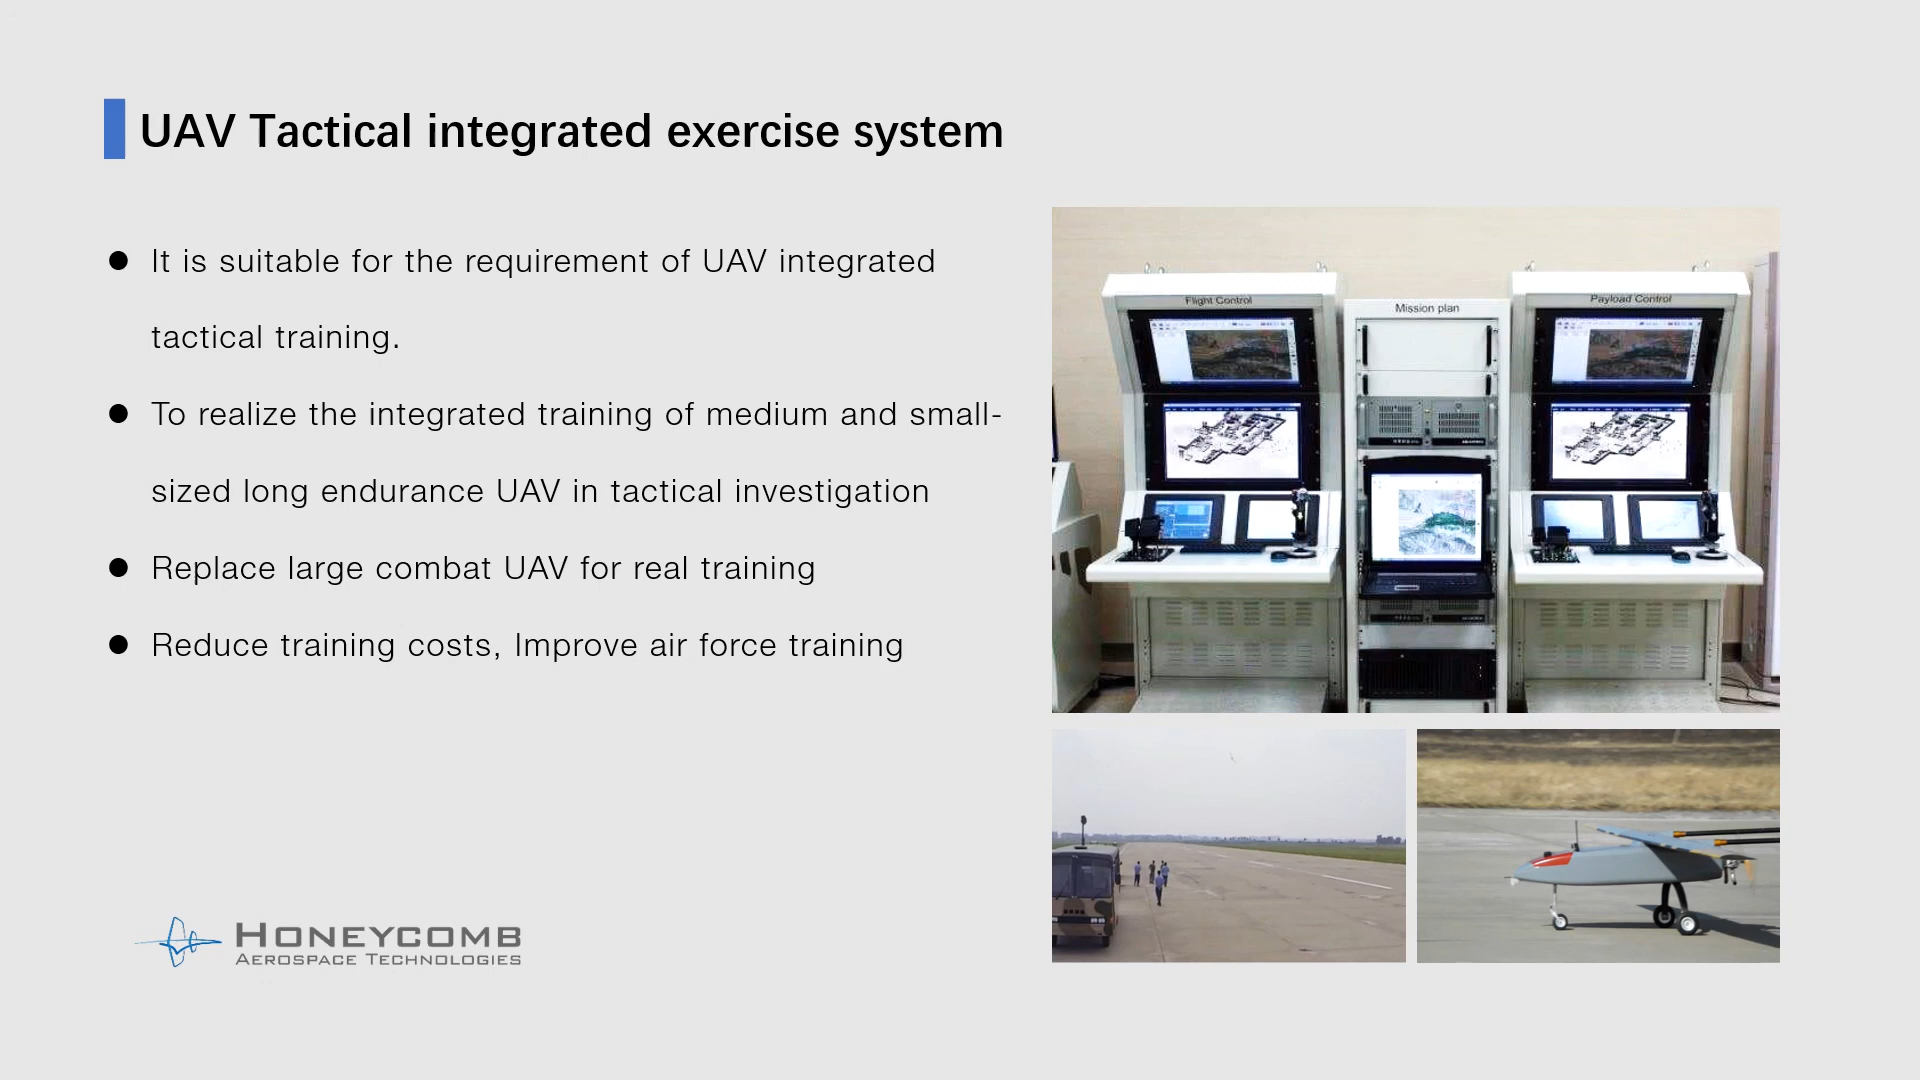 UAV Tactical integrated exercise system
● It is suitable for the requirement of UAV integrated
tactical training.
● To realize the integrated training of medium and small-
sized long endurance UAV in tactical investigation
● Replace large combat UAV for real training
● Reduce training costs, Improve air force training
Flight Control
Mission plan
Payload Control
HONEYCOMB
AEROSPACE TECHNOLOGIES